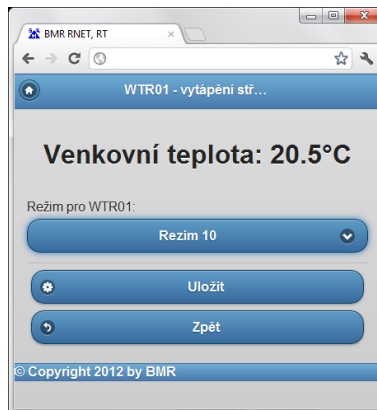 BMR RNET, RT
WTR01 - vytápění stř…
Venkovní teplota: 20.5°C
Režim pro WTR01:
Rezim 10
Uložit
Zpět
© Copyright 2012 by BMR